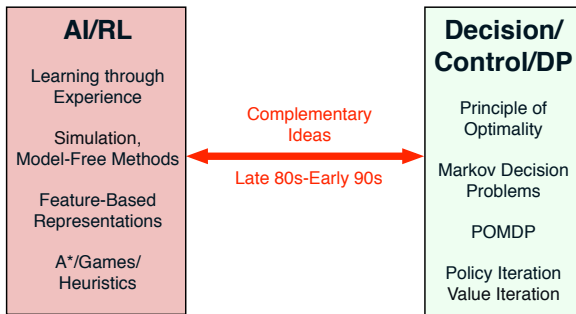 AI/RL
Learning through
Experience
Simulation,
Model-Free Methods
Feature-Based
Representations
A*/Games/
Heuristics
Complementary
Ideas
Late 80s-Early 90s
Decision/
Control/DP
Principle of
Optimality
Markov Decision
Problems
POMDP
Policy Iteration
Value Iteration